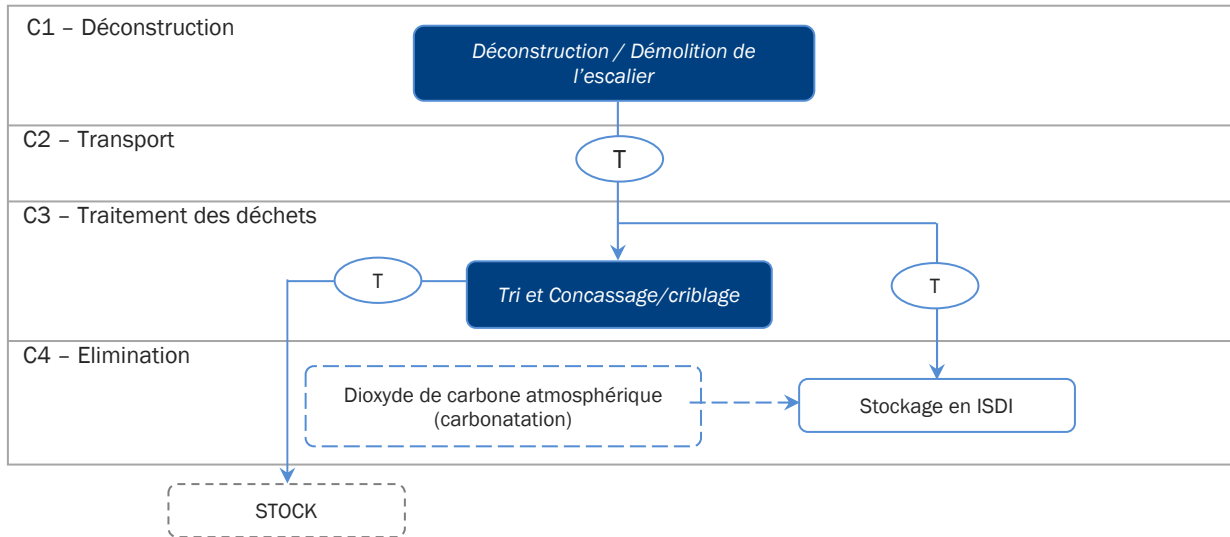 C1 – Déconstruction
Déconstruction / Démolition de
l'escalier
C2 – Transport
T
C3 – Traitement des déchets
T
Tri et Concassage/criblage
T
C4 – Elimination
Dioxyde de carbone atmosphérique
(carbonatation)
Stockage en ISDI
STOCK